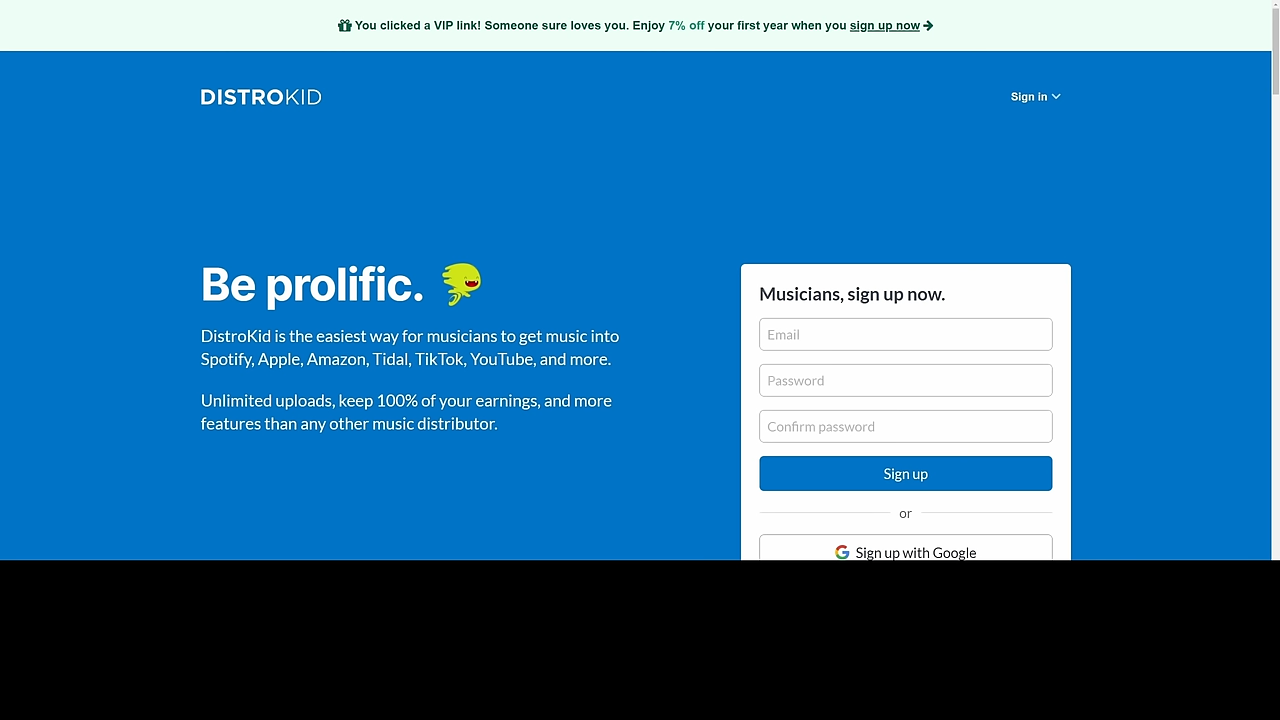 You clicked a VIP link! Someone sure loves you. Enjoy 7% off your first year when you sign up now
DISTROKID
Sign in
Be prolific.
DistroKid is the easiest way for musicians to get music into
Spotify, Apple, Amazon, Tidal, TikTok, YouTube, and more.
Unlimited uploads, keep 100% of your earnings, and more
features than any other music distributor.
Musicians, sign up now.
Email
Password
Confirm password
Sign up
or
Sign up with Google